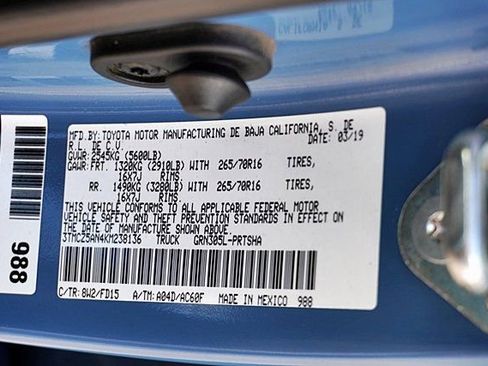 MFD.BY:TOYOTA MOTOR MANUFACTURING DE BAJA CALIFORNIA, S. DE
R.L. DE C.V. DATE: 03/19
GVWR:2545KG (5600LB)
GAWR:FRT. 1320KG (2910LB) WITH 265/70R16 TIRES,
16X7J RIMS.
RR. 1490KG (3280LB) WITH 265/70R16 TIRES,
16X7J RIMS.
THIS VEHICLE CONFORMS TO ALL APPLICABLE FEDERAL MOTOR
VEHICLE SAFETY AND THEFT PREVENTION STANDARDS IN EFFECT ON
THE DATE OF MANUFACTURE SHOWN ABOVE.
3TMCZ5AN4KM238136 TRUCK GRN305L-PRTSHA
C/TR: 8W2/FD15 A/TM: A04D/AC60F MADE IN MEXICO 988
988